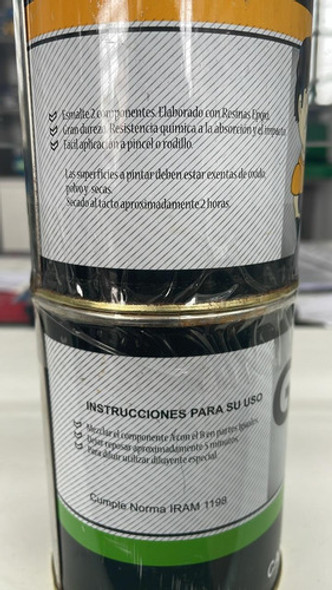 Esmalte 2 componentes. Elaborado con Resinas Epoxi.
Gran dureza. Resistencia química a la absorción y el impacto
Fácil aplicación a pincel o rodillo.
Las superficies a pintar deben estar exentas de óxido,
polvo y secas.
Secado al tacto aproximadamente 2 horas.
INSTRUCCIONES PARA SU USO
Mezclar el componente A con el B en partes iguales.
Dejar reposar aproximadamente 5 minutos.
Para diluir utilizar diluyente especial.
Cumple Norma IRAM 1198
G
CA